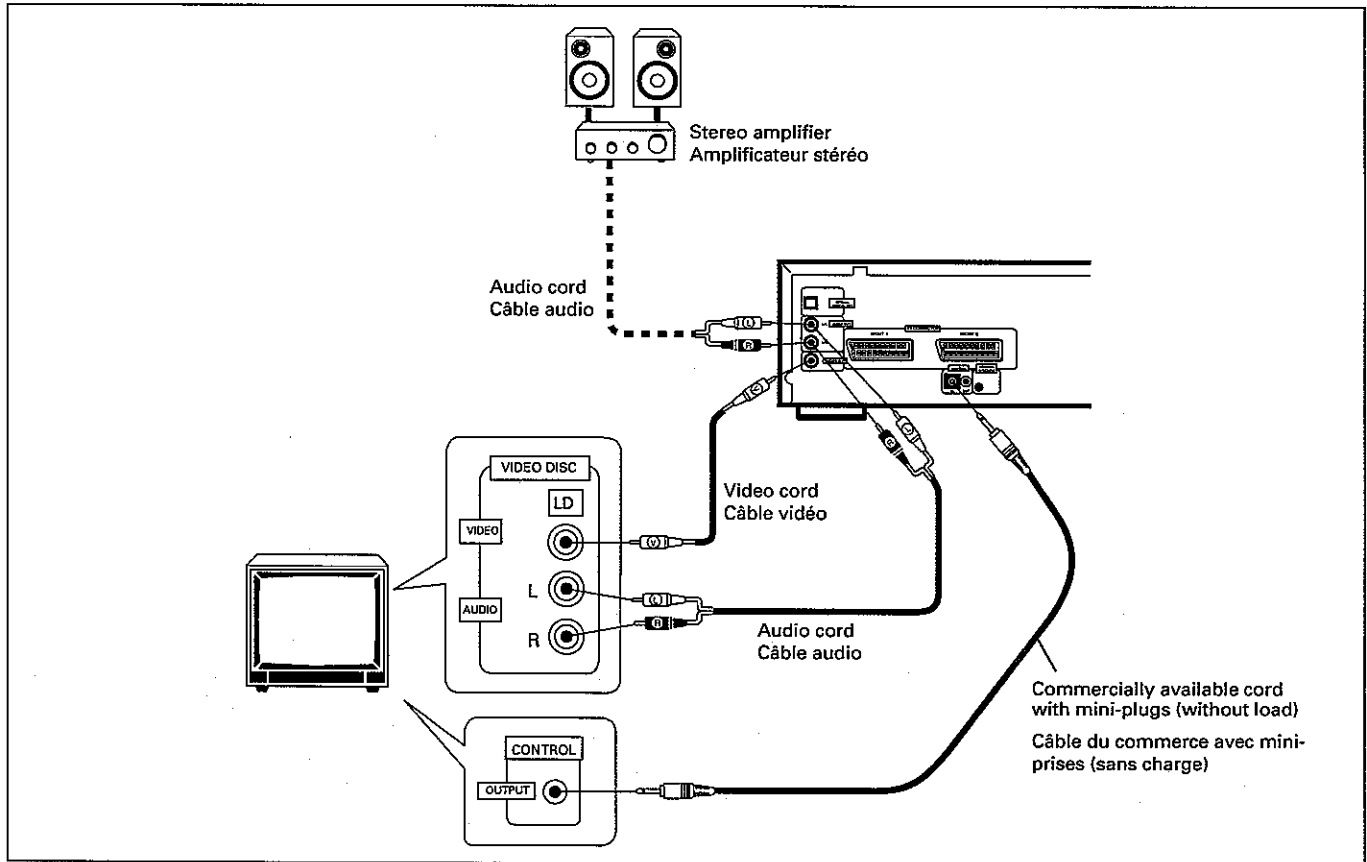 Stereo amplifier
Amplificateur stéréo
Audio cord
Câble audio
L
R
L
R
V
VIDEO DISC
LD
VIDEO
V
L
L
AUDIO
R
R
Video cord
Câble vidéo
Audio cord
Câble audio
Commercially available cord
with mini-plugs (without load)
Câble du commerce avec mini-
prises (sans charge)
CONTROL
OUTPUT